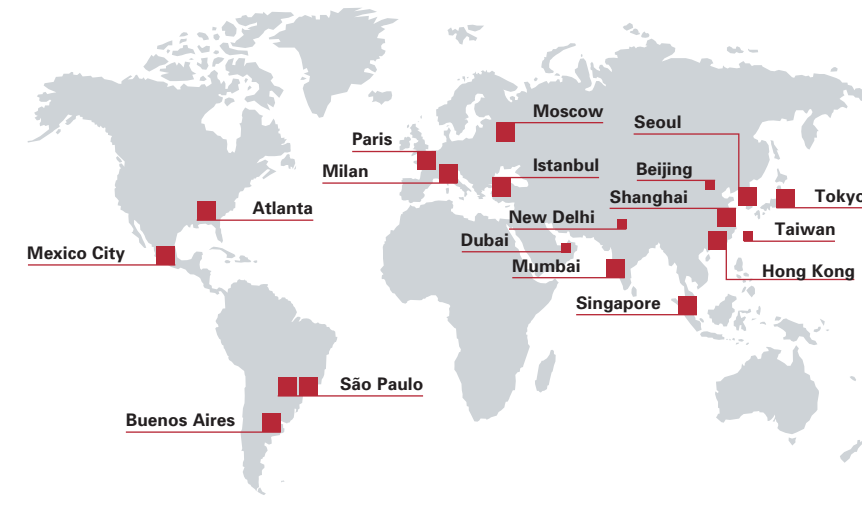 Moscow
Seoul
Paris
Milan
Istanbul
Beijing
Shanghai
Tokyo
Atlanta
New Delhi
Taiwan
Dubai
Mexico City
Mumbai
Hong Kong
Singapore
São Paulo
Buenos Aires